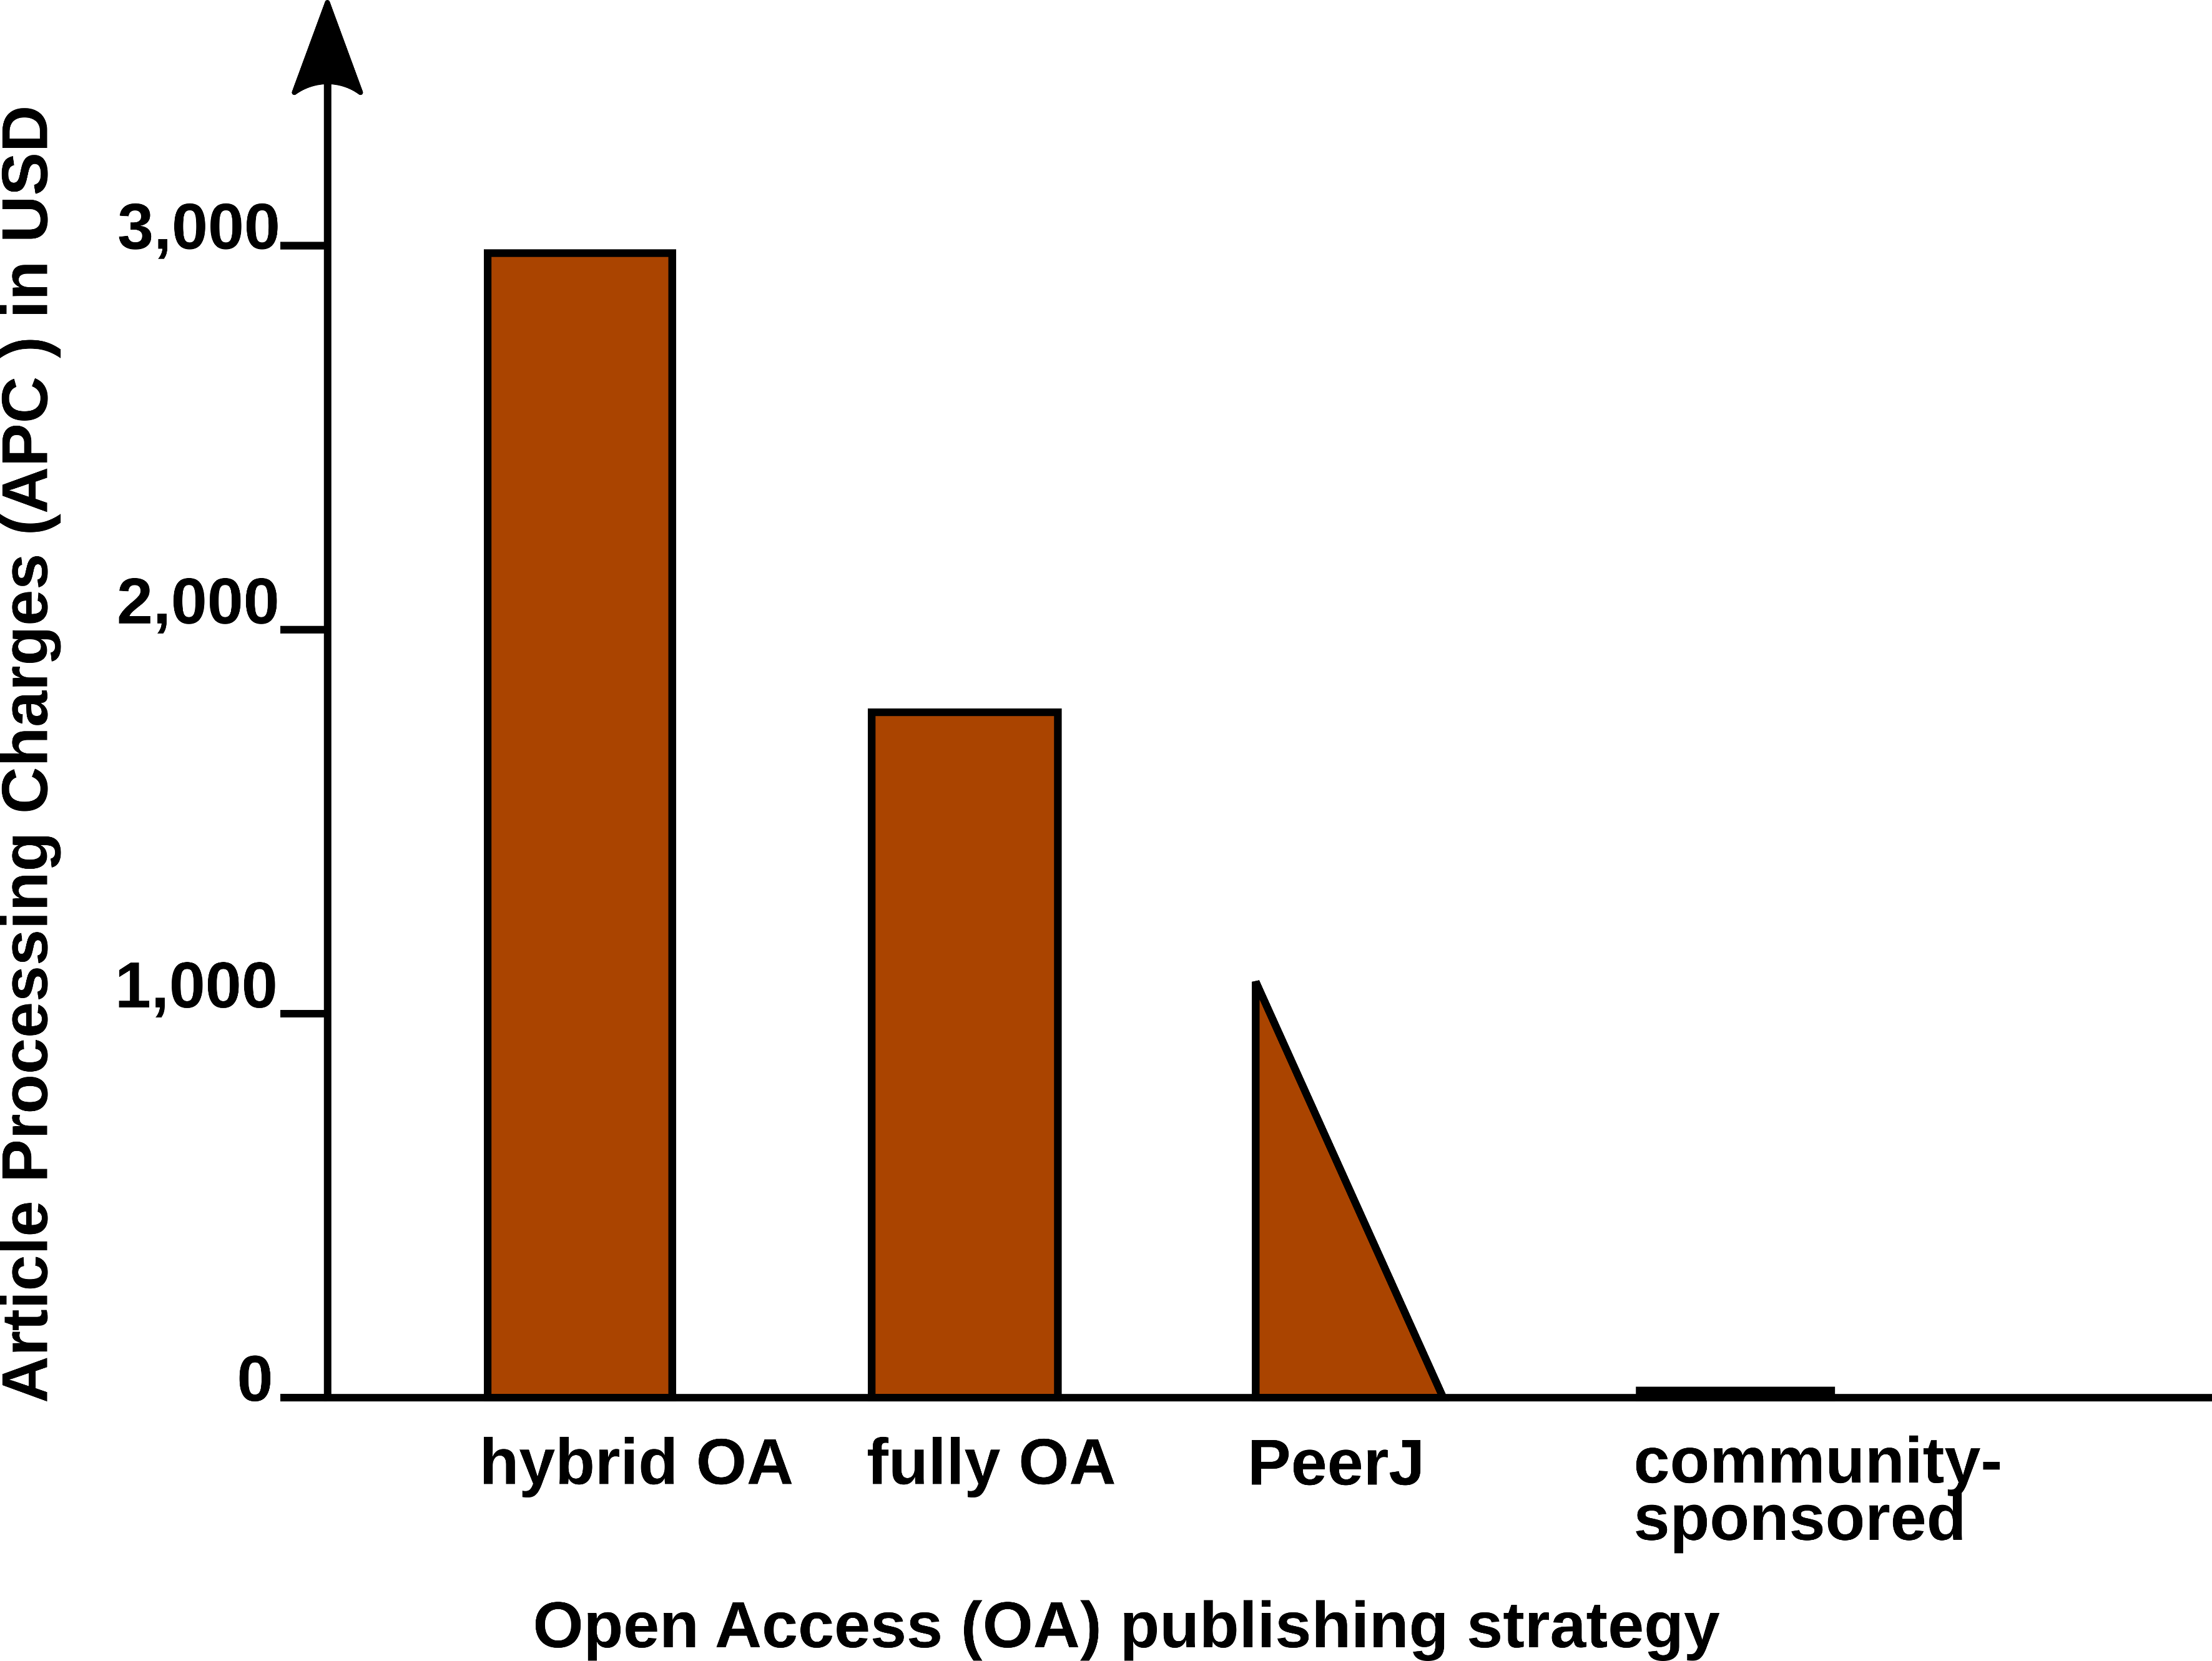 Article Processing Charges (APC ) in USD
3,000
2,000
1,000
0
hybrid OA
fully OA
PeerJ
community-
sponsored
Open Access (OA) publishing strategy